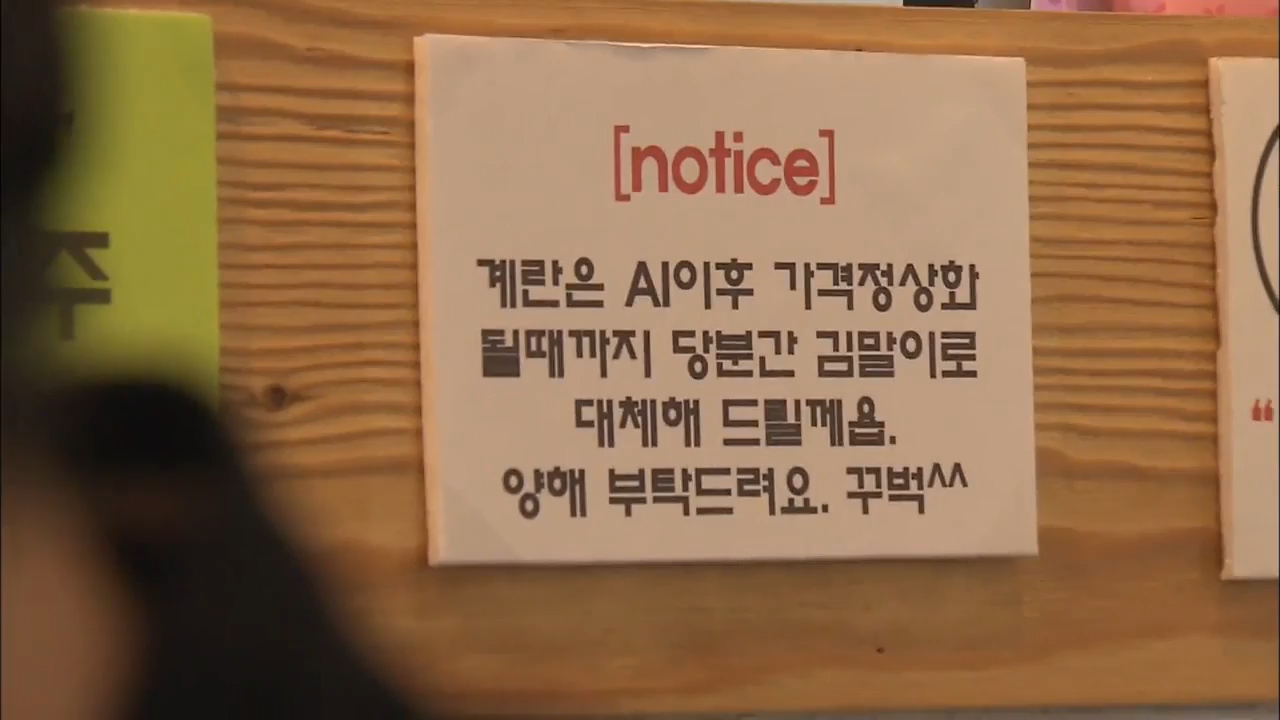 [notice]
계란은 AI이후 가격정상화
될때까지 당분간 김말이로
대체해 드릴께욥.
양해 부탁드려요. 꾸벅^^
주
“